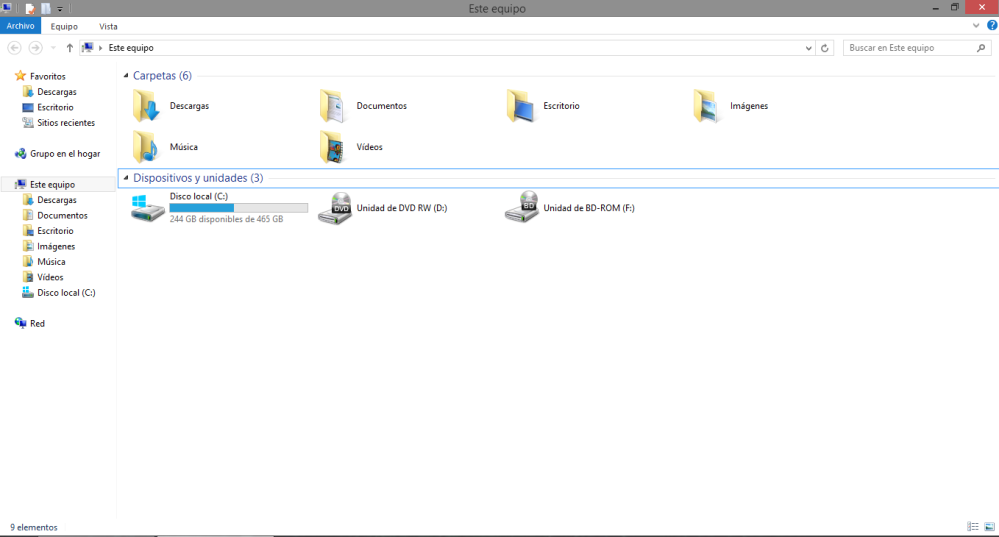 Este equipo
Archivo Equipo Vista
Este equipo
Buscar en Este equipo
Favoritos
Descargas
Escritorio
Sitios recientes
Grupo en el hogar
Este equipo
Descargas
Documentos
Escritorio
Imágenes
Música
Vídeos
Disco local (C:)
Red
Carpetas (6)
Descargas
Documentos
Escritorio
Imágenes
Música
Vídeos
Dispositivos y unidades (3)
Disco local (C:)
244 GB disponibles de 465 GB
DVD
Unidad de DVD RW (D:)
BD
Unidad de BD-ROM (F:)
9 elementos